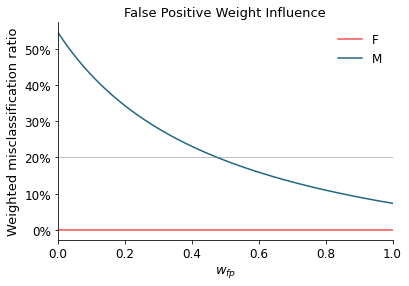 False Positive Weight Influence
Weighted misclassification ratio
50%
40%
30%
20%
10%
0%
F
M
0.0 0.2 0.4 0.6 0.8 1.0
w_fp